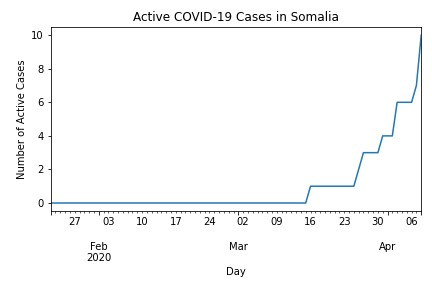 Active COVID-19 Cases in Somalia
Number of Active Cases
10
8
6
4
2
0
27 03 10 17 24 02 09 16 23 30 06
Feb Mar Apr
2020
Day